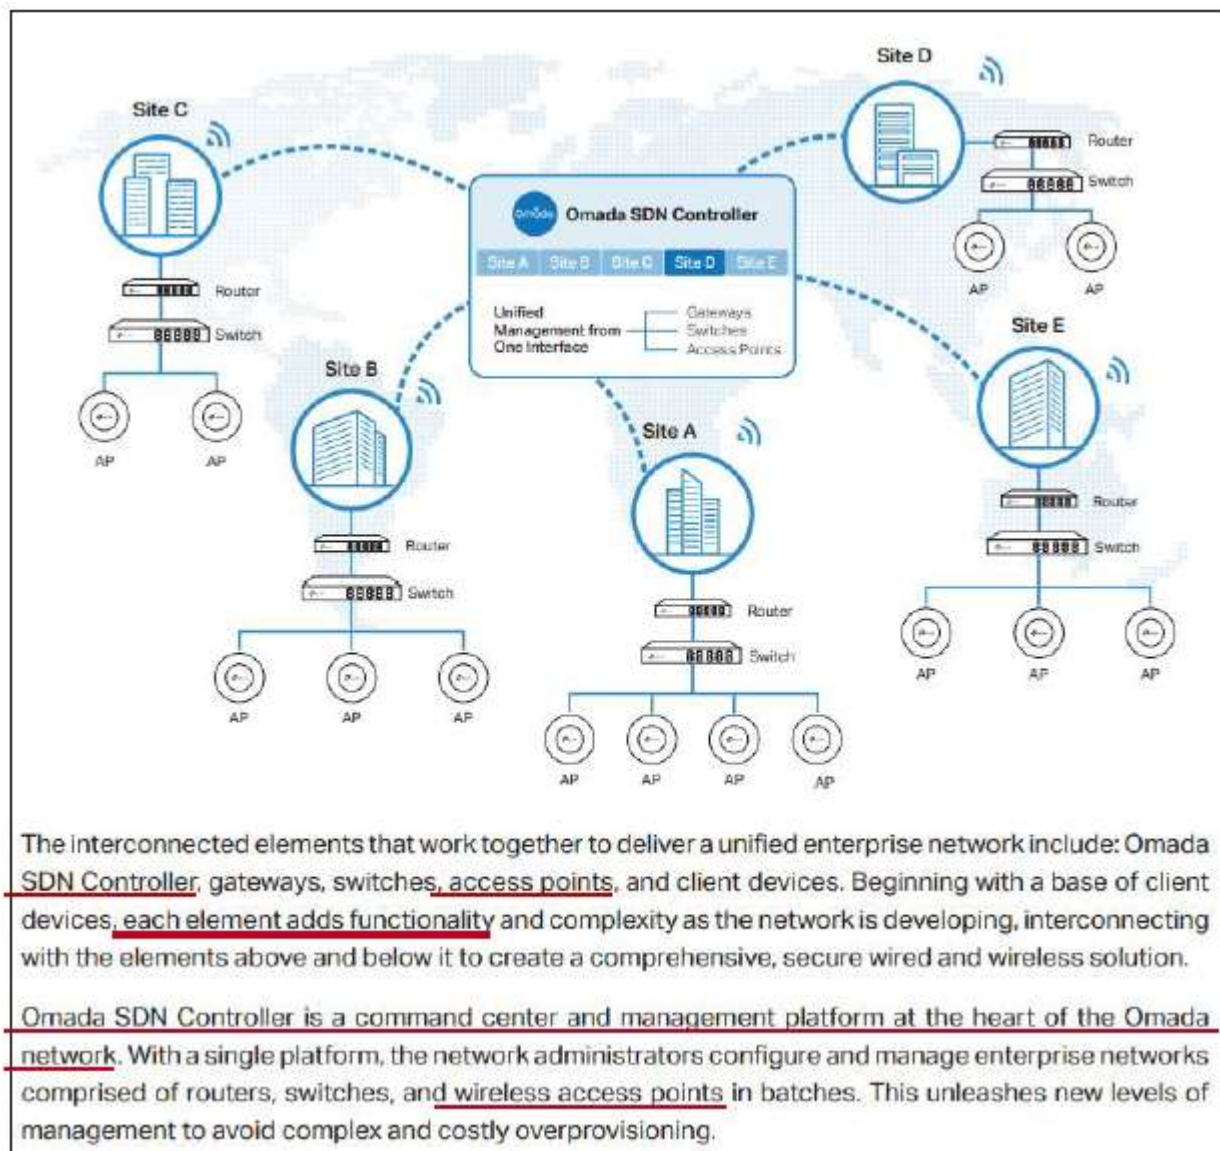 Site D
Site C
Router
Switch
AP
AP
Omada Omada SDN Controller
Site A Site B Site C Site D Site E
Unified
Management from
One Interface
Gateways
Switches
Access Points
Router
Switch
AP
AP
Site E
Site B
Site A
Router
Switch
AP
AP
AP
Router
Switch
AP
AP
AP
Router
Switch
AP
AP
AP
AP
The interconnected elements that work together to deliver a unified enterprise network include: Omada
SDN Controller, gateways, switches, access points, and client devices. Beginning with a base of client
devices, each element adds functionality and complexity as the network is developing, interconnecting
with the elements above and below it to create a comprehensive, secure wired and wireless solution.
Omada SDN Controller is a command center and management platform at the heart of the Omada
network. With a single platform, the network administrators configure and manage enterprise networks
comprised of routers, switches, and wireless access points in batches. This unleashes new levels of
management to avoid complex and costly overprovisioning.